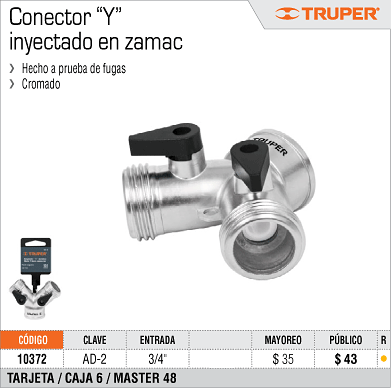 Conector “Y”
inyectado en zamac
TRUPER®
› Hecho a prueba de fugas
› Cromado
TRUPER
TRUPER
CÓDIGO CLAVE ENTRADA MAYOREO PÚBLICO R
10372 AD-2 3/4" $ 35 $ 43
TARJETA / CAJA 6 / MASTER 48